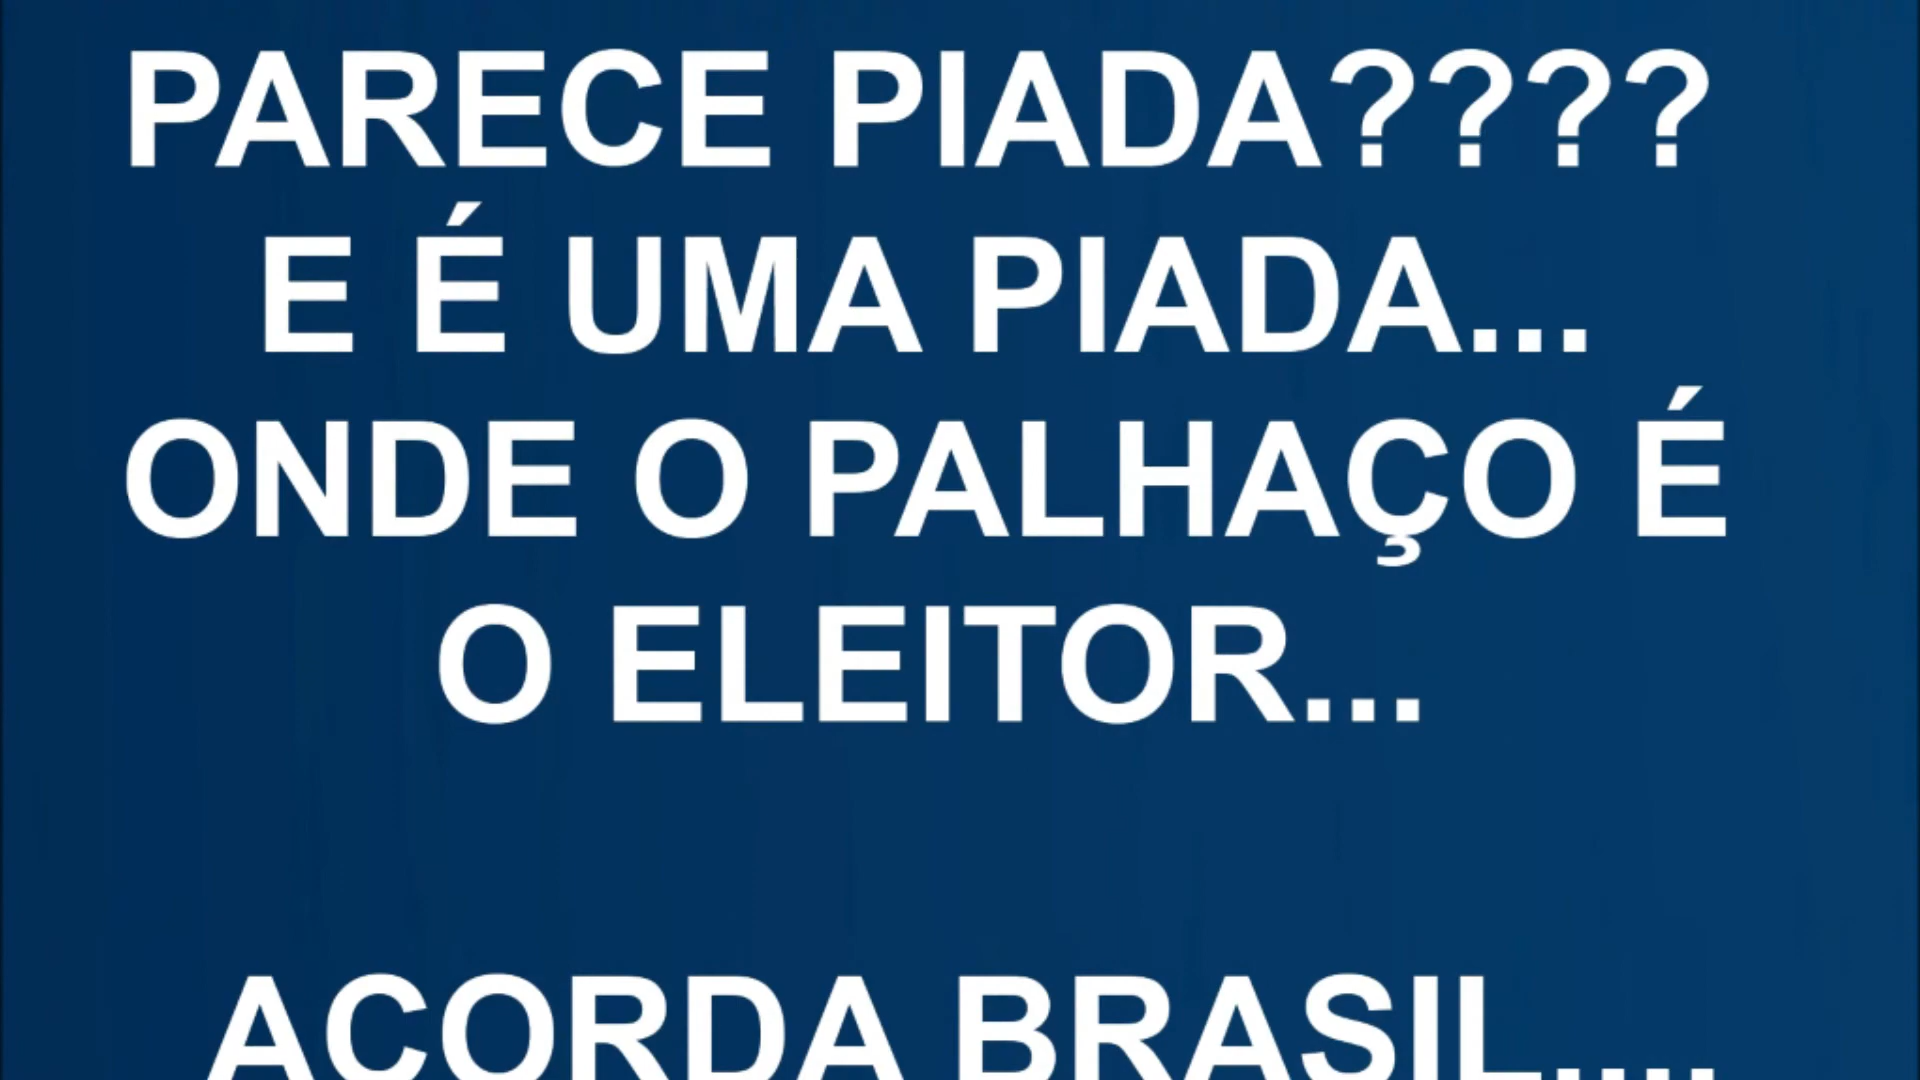 PARECE PIADA????
E É UMA PIADA...
ONDE O PALHAÇO É
O ELEITOR...
ACORDA BRASIL....